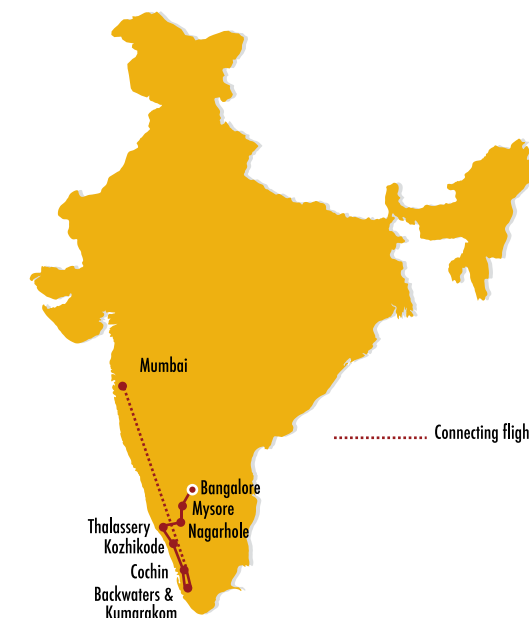 Mumbai
Connecting fligh
Bangalore
Mysore
Nagarhole
Thalassery
Kozhikode
Cochin
Backwaters &
Kumarakom